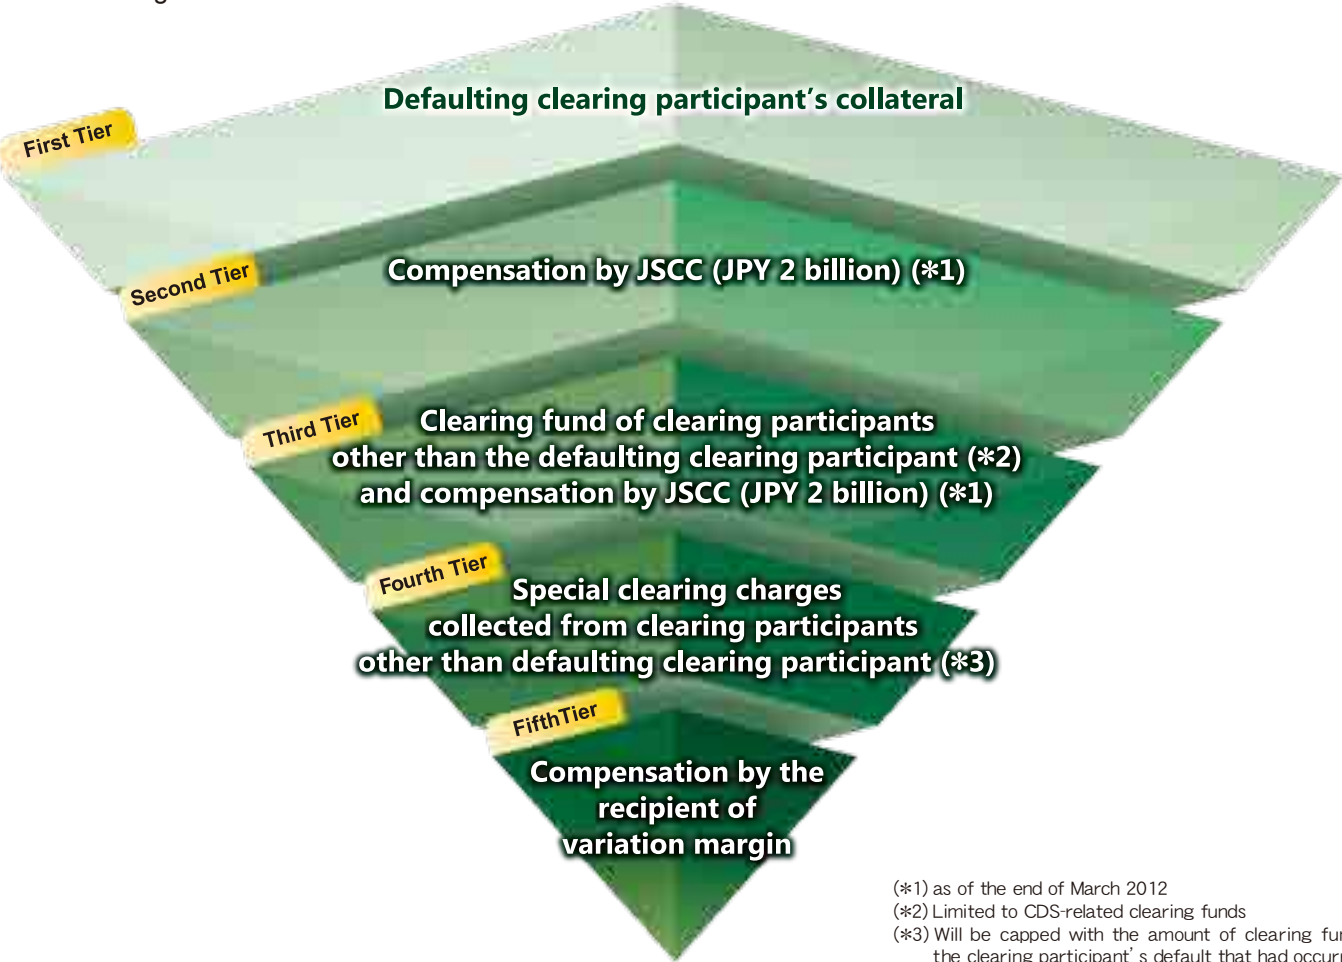 Defaulting clearing participant's collateral
First Tier
Second Tier
Compensation by JSCC (JPY 2 billion) (*1)
Third Tier
Clearing fund of clearing participants
other than the defaulting clearing participant (*2)
and compensation by JSCC (JPY 2 billion) (*1)
Fourth Tier
Special clearing charges
collected from clearing participants
other than defaulting clearing participant (*3)
FifthTier
Compensation by the
recipient of
variation margin
(*1) as of the end of March 2012
(*2) Limited to CDS-related clearing funds
(*3) Will be capped with the amount of clearing
the clearing participant's default that had